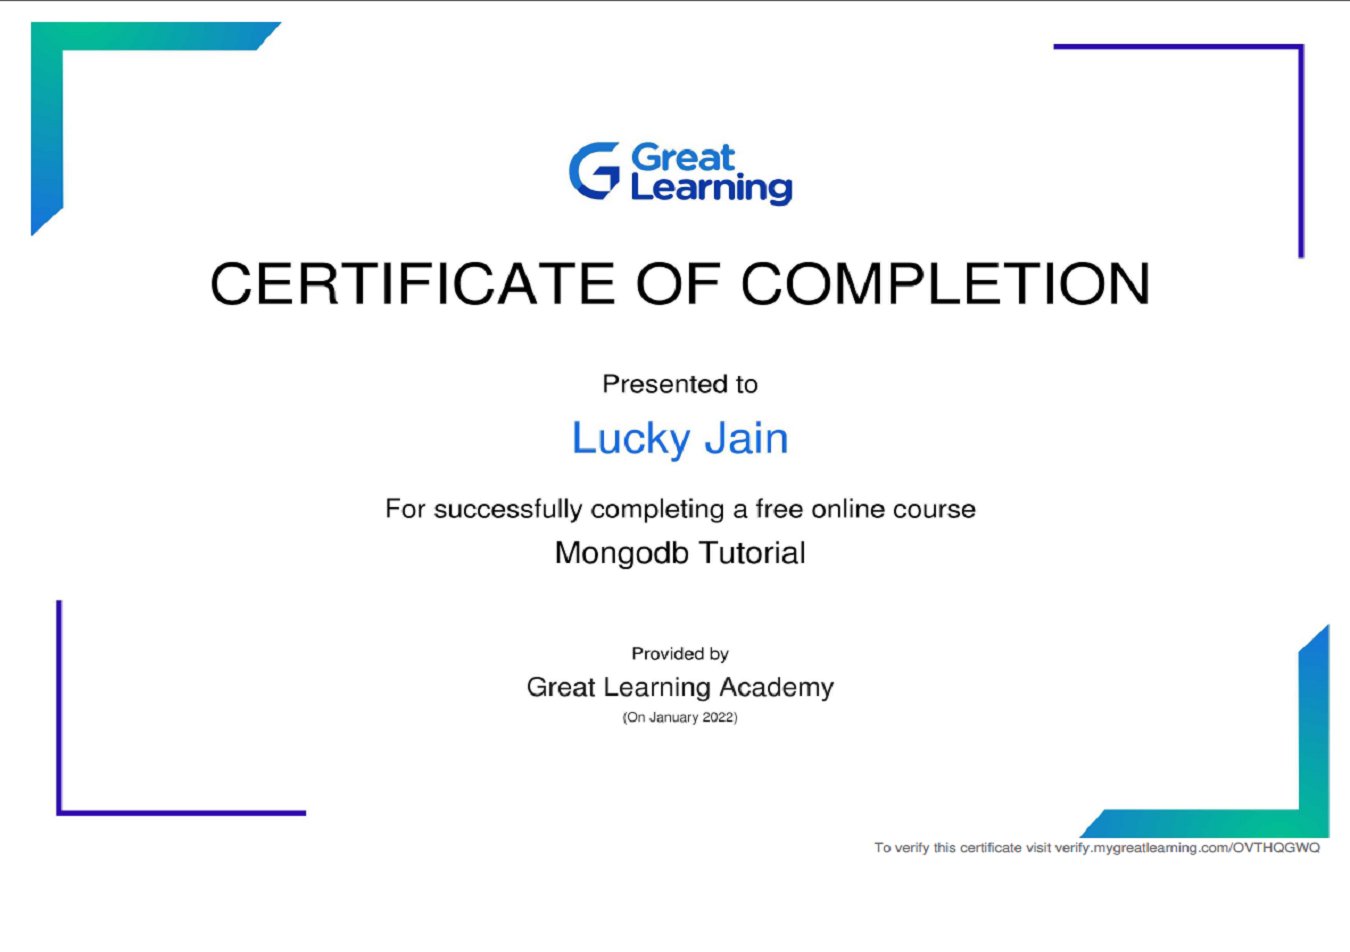 Great
Learning
CERTIFICATE OF COMPLETION
Presented to
Lucky Jain
For successfully completing a free online course
Mongodb Tutorial
Provided by
Great Learning Academy
(On January 2022)
To verify this certificate visit verify.mygreatlearning.com/OVTHQGWQ